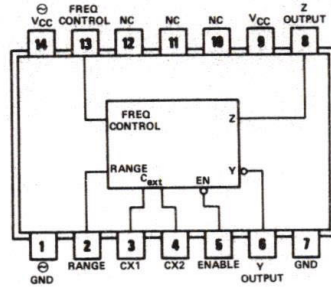 ⊖ VCC
FREQ CONTROL
NC
NC
NC
VCC
Z OUTPUT
14
13
12
11
10
9
8
FREQ CONTROL
Z
RANGE
Cext
EN
Y
1
2
3
4
5
6
7
⊖ GND
RANGE
CX1
CX2
ENABLE
Y OUTPUT
GND